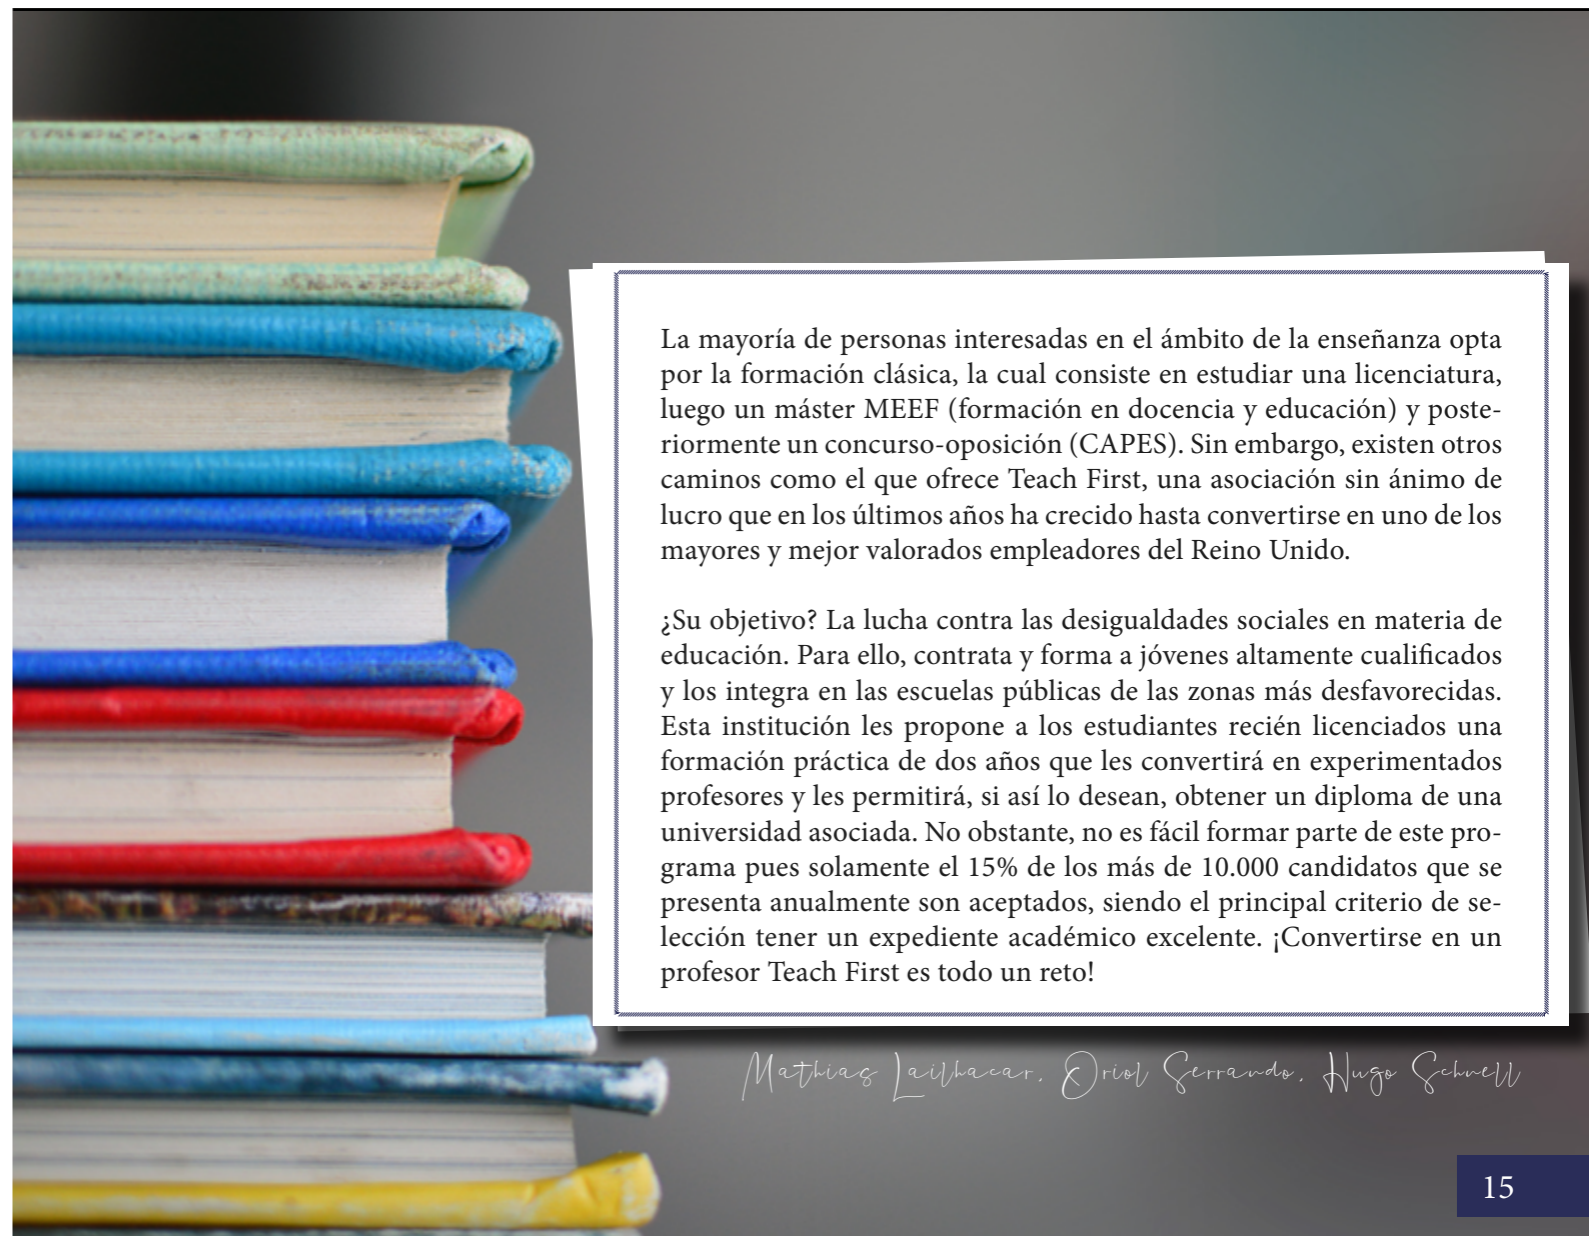 La mayoría de personas interesadas en el ámbito de la enseñanza opta
por la formación clásica, la cual consiste en estudiar una licenciatura,
luego un máster MEEF (formación en docencia y educación) y poste-
riormente un concurso-oposición (CAPES). Sin embargo, existen otros
caminos como el que ofrece Teach First, una asociación sin ánimo de
lucro que en los últimos años ha crecido hasta convertirse en uno de los
mayores y mejor valorados empleadores del Reino Unido.
¿Su objetivo? La lucha contra las desigualdades sociales en materia de
educación. Para ello, contrata y forma a jóvenes altamente cualificados
y los integra en las escuelas públicas de las zonas más desfavorecidas.
Esta institución les propone a los estudiantes recién licenciados una
formación práctica de dos años que les convertirá en experimentados
profesores y les permitirá, si así lo desean, obtener un diploma de una
universidad asociada. No obstante, no es fácil formar parte de este pro-
grama pues solamente el 15% de los más de 10.000 candidatos que se
presenta anualmente son aceptados, siendo el principal criterio de se-
lección tener un expediente académico excelente. ¡Convertirse en un
profesor Teach First es todo un reto!
Mathias Lailhacar, Oriol Serrando, Hugo Schnell
15